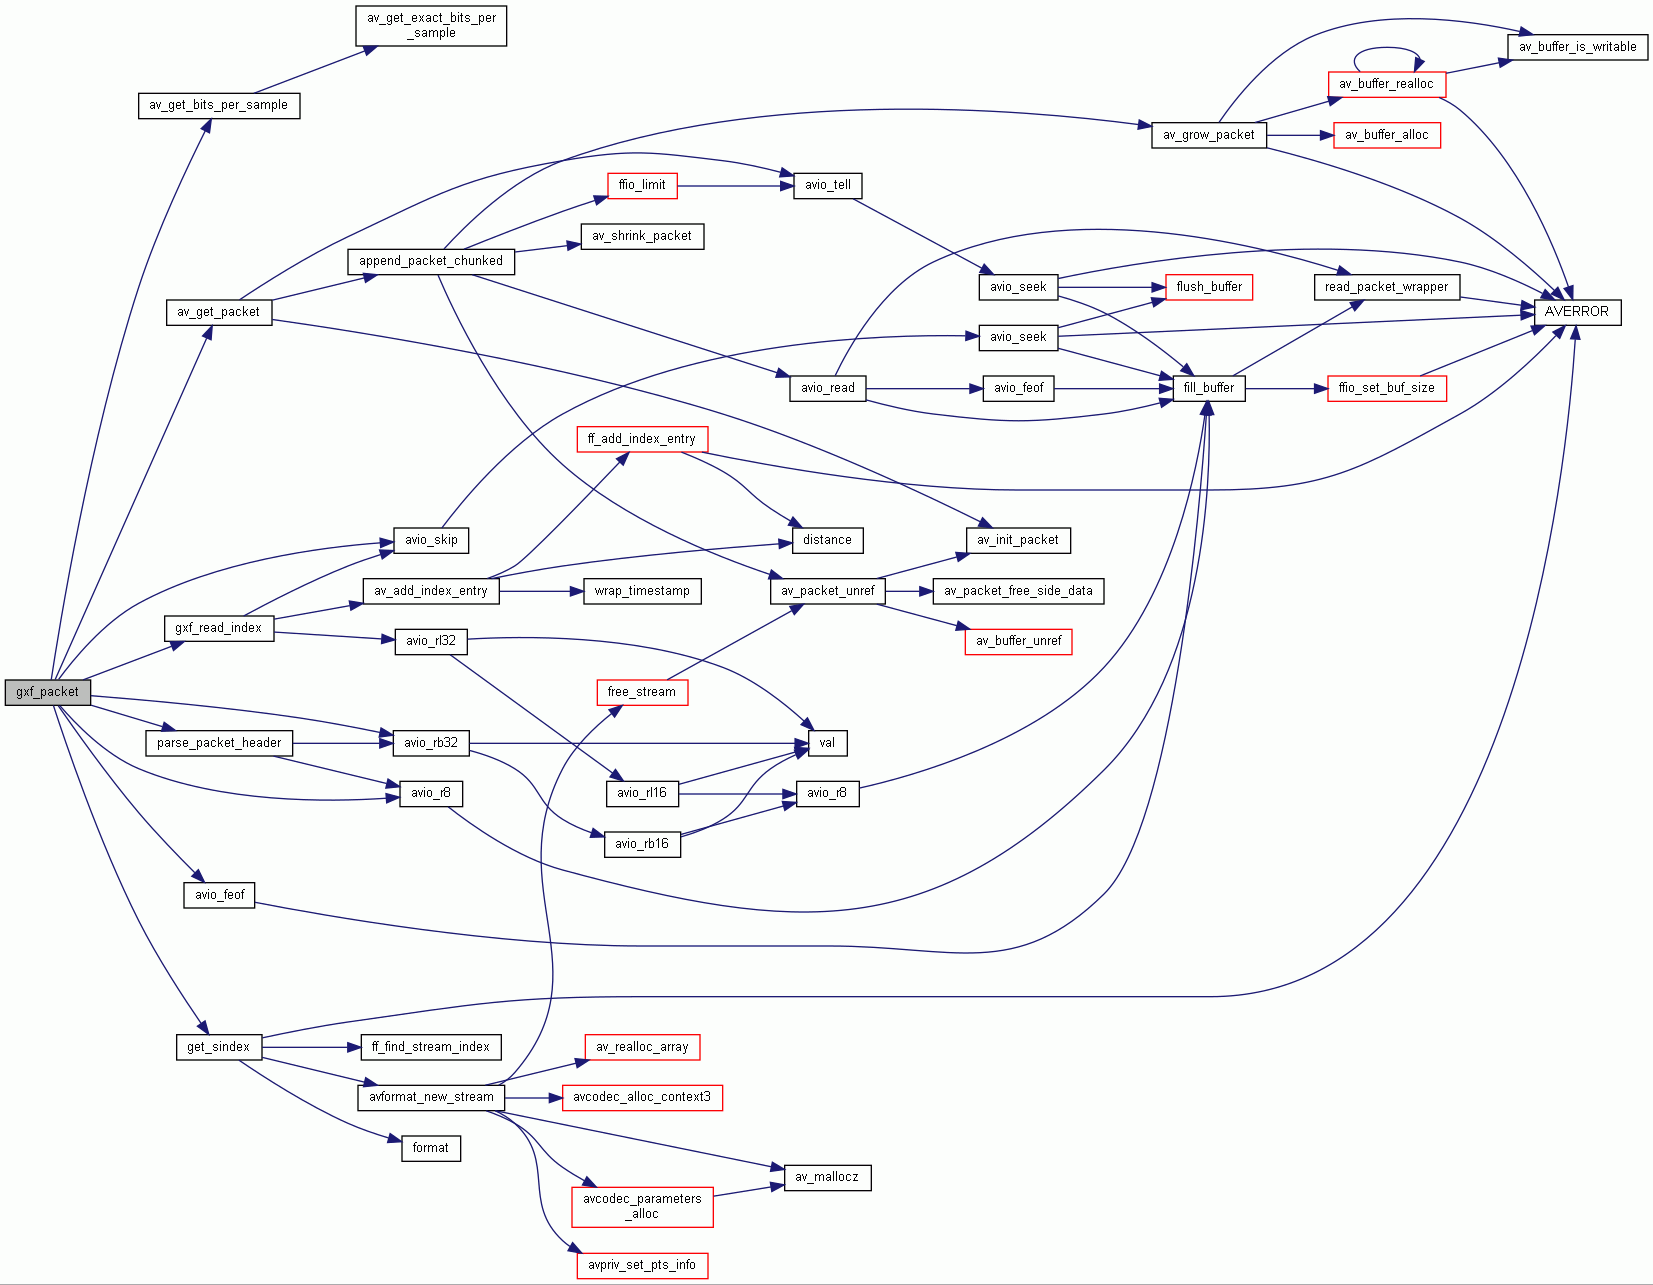 av_get_exact_bits_per
_sample
av_buffer_is_writable
av_buffer_realloc
av_get_bits_per_sample
av_grow_packet
av_buffer_alloc
ffio_limit
avio_tell
av_shrink_packet
append_packet_chunked
avio_seek
flush_buffer
read_packet_wrapper
av_get_packet
AVERROR
avio_seek
avio_read
avio_feof
fill_buffer
ffio_set_buf_size
ff_add_index_entry
avio_skip
distance
av_init_packet
av_add_index_entry
wrap_timestamp
av_packet_unref
av_packet_free_side_data
gxf_read_index
avio_rl32
av_buffer_unref
gxf_packet
free_stream
parse_packet_header
avio_rb32
val
avio_r8
avio_rl16
avio_r8
avio_rb16
avio_feof
get_sindex
ff_find_stream_index
av_realloc_array
avformat_new_stream
avcodec_alloc_context3
format
av_mallocz
avcodec_parameters
_alloc
avpriv_set_pts_info